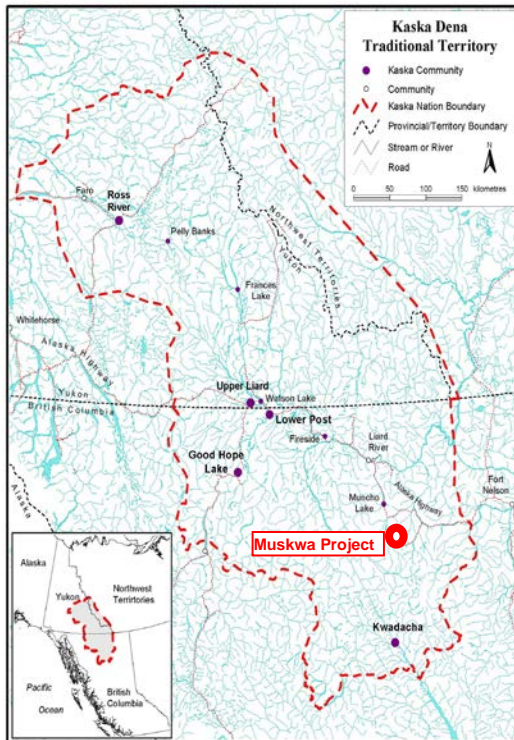 Kaska Dena
Traditional Territory
Kaska Community
Community
Kaska Nation Boundary
Provincial/Territory Boundary
Stream or River
Road
N
0 50 100 150 kilometres
Faro
Ross
River
Pelly Banks
Northwest Territories
Yukon
Frances
Lake
Whitehorse
Alaska Highway
Yukon
British Columbia
Upper Liard
Watson Lake
Lower Post
Fireside
Good Hope
Lake
Liard
River
Alaska Highway
Fort
Nelson
Muncho
Lake
Alaska
Muskwa Project
Kwadacha
Alaska
Yukon
Northwest
Terrirtories
Pacific
Ocean
British
Columbia